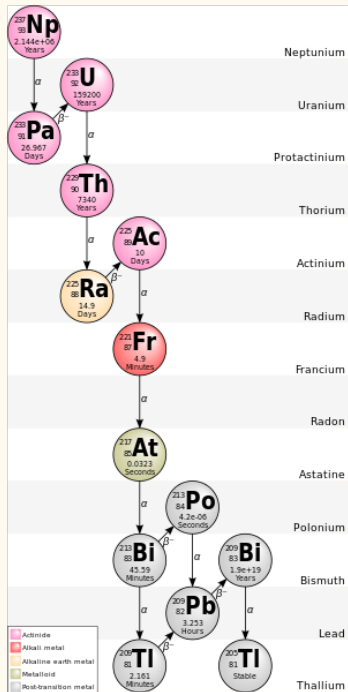 237
93
Np
2.144e+06
Years
α
Neptunium
233
92
U
159200
Years
β⁻
α
Uranium
233
91
Pa
26.967
Days
Protactinium
229
90
Th
7340
Years
α
Thorium
225
89
Ac
10
Days
β⁻
α
Actinium
225
88
Ra
14.9
Days
Radium
221
87
Fr
4.9
Minutes
α
Francium
Radon
217
85
At
0.0323
Seconds
α
Astatine
213
84
Po
4.2e-06
Seconds
β⁻
α
Polonium
213
83
Bi
45.59
Minutes
α
209
83
Bi
1.9e+19
Years
β⁻
α
Bismuth
209
82
Pb
3.253
Hours
β⁻
Lead
209
81
Tl
2.161
Minutes
205
81
Tl
Stable
Thallium
Actinide
Alkali metal
Alkaline earth metal
Metalloid
Post-transition metal